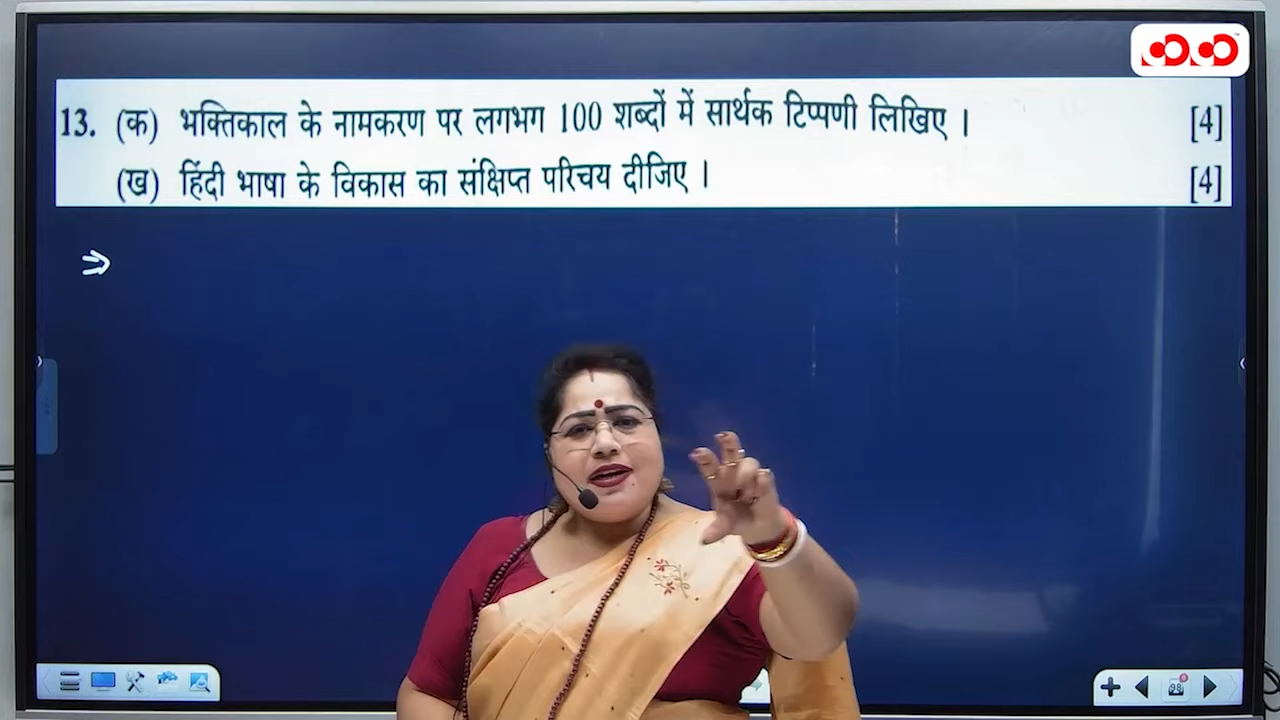 13. (क) भक्तिकाल के नामकरण पर लगभग 100 शब्दों में सार्थक टिप्पणी लिखिए । [4]
(ख) हिंदी भाषा के विकास का संक्षिप्त परिचय दीजिए । [4]